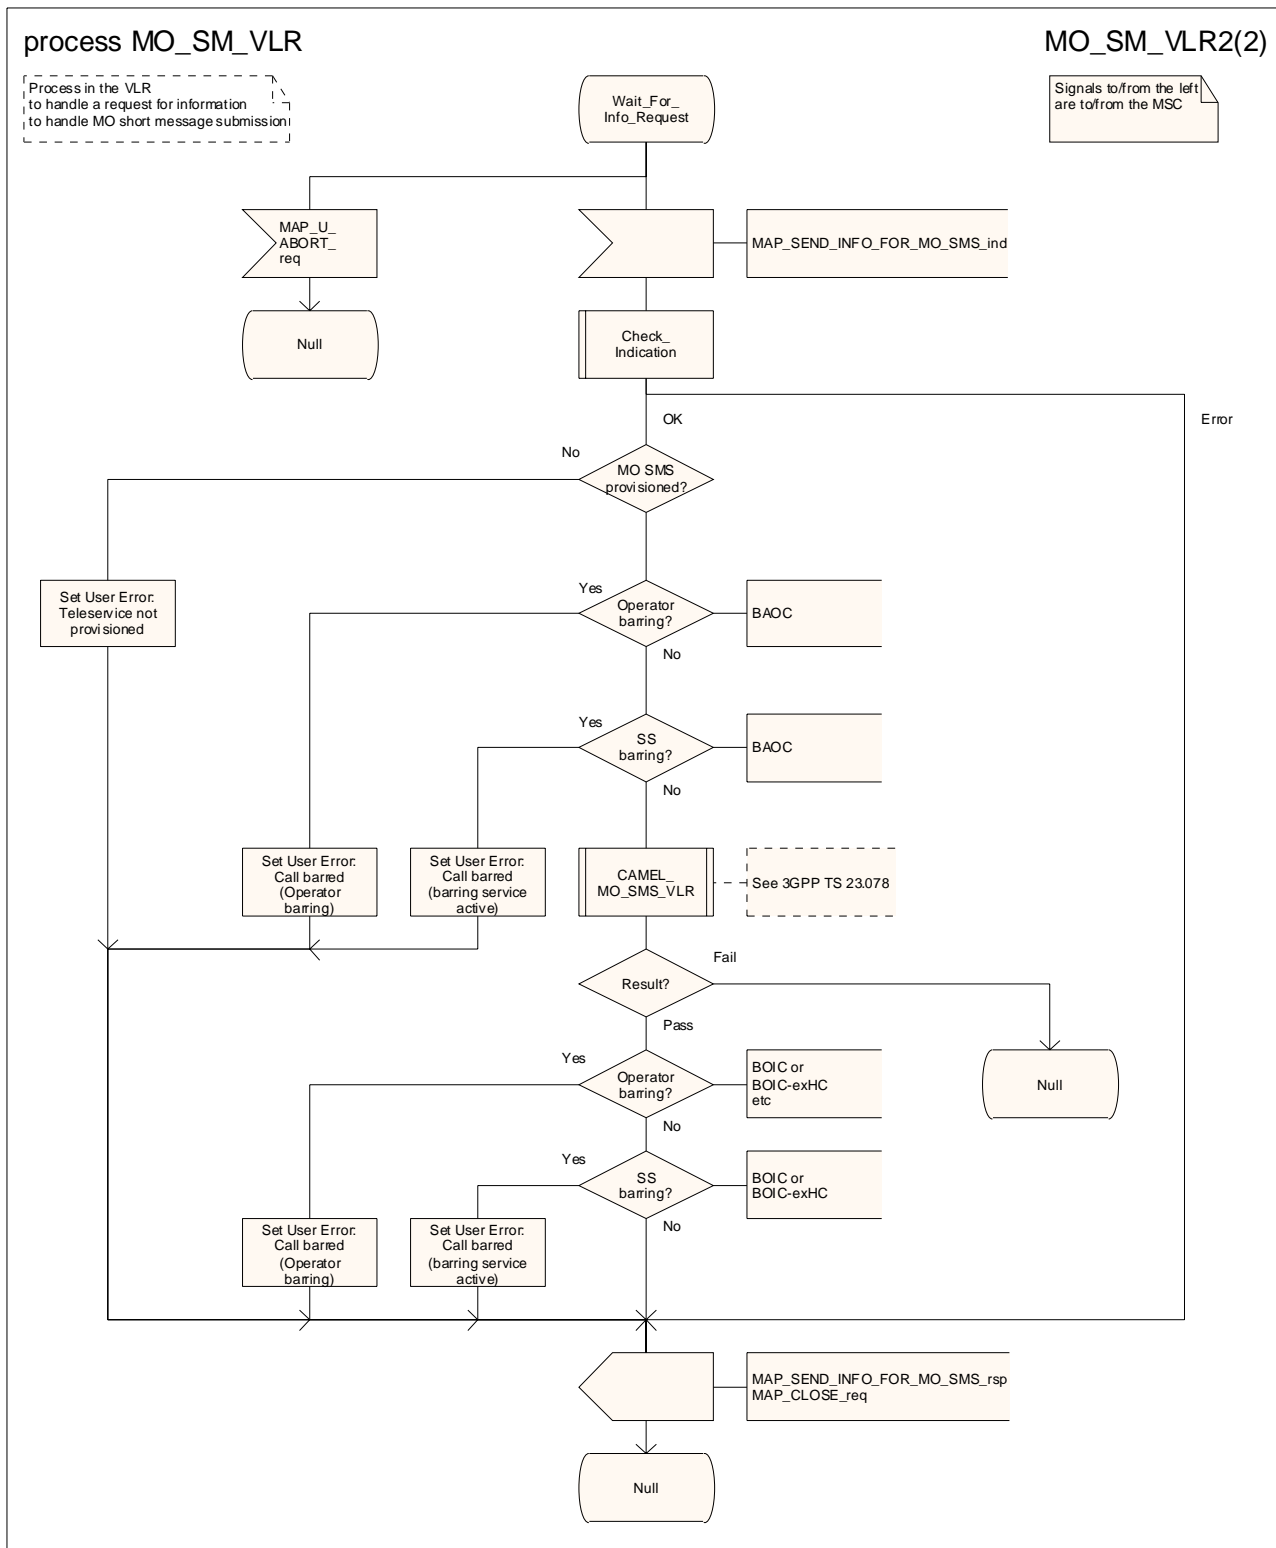 process MO_SM_VLR
MO_SM_VLR2(2)
Process in the VLR
to handle a request for information
to handle MO short message submission
Wait_For_
Info_Request
Signals to/from the left
are to/from the MSC
MAP_U_
ABORT_
req
MAP_SEND_INFO_FOR_MO_SMS_ind
Null
Check_
Indication
OK
Error
No
MO SMS
provisioned?
Set User Error:
Teleservice not
provisioned
Yes
Operator
barring?
BAOC
No
Yes
SS
barring?
BAOC
No
Set User Error:
Call barred
(Operator
barring)
Set User Error:
Call barred
(barring service
active)
CAMEL_
MO_SMS_VLR
See 3GPP TS 23.078
Result?
Fail
Pass
Null
Yes
Operator
barring?
BOIC or
BOIC-exHC
etc
No
Yes
SS
barring?
BOIC or
BOIC-exHC
No
Set User Error:
Call barred
(Operator
barring)
Set User Error:
Call barred
(barring service
active)
MAP_SEND_INFO_FOR_MO_SMS_rsp
MAP_CLOSE_req
Null